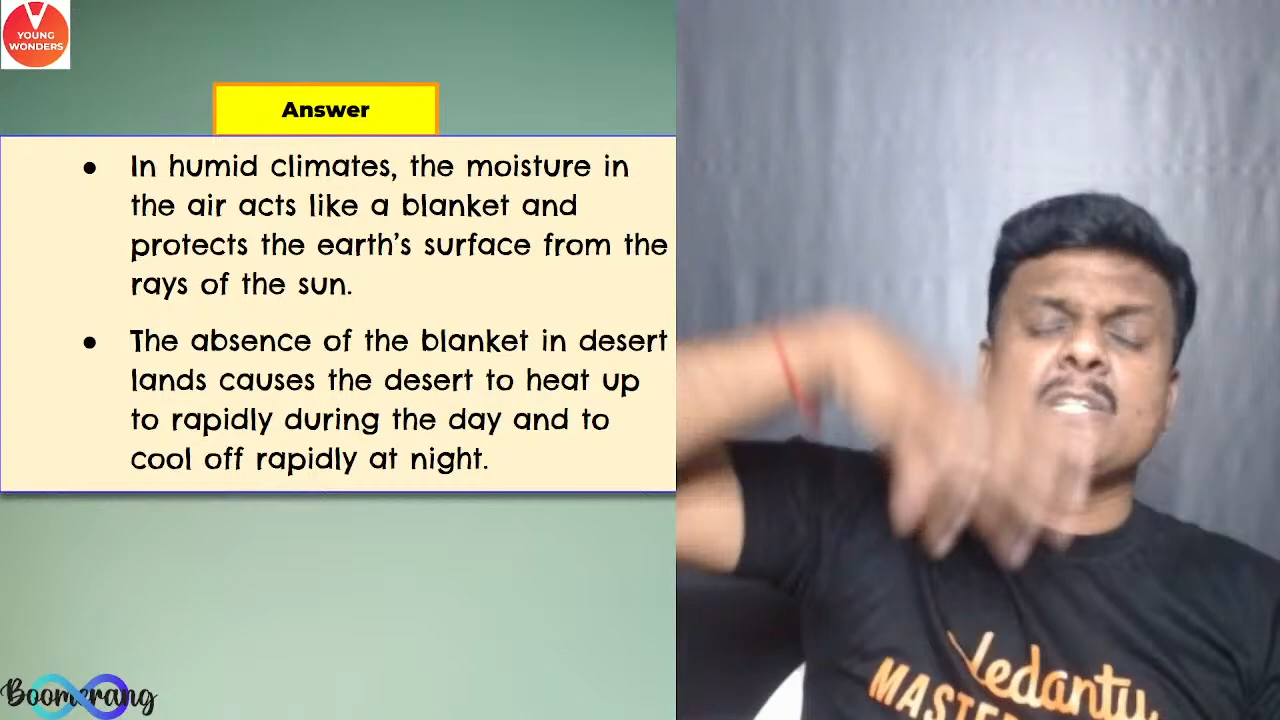 YOUNG
WONDERS
Answer
● In humid climates, the moisture in
the air acts like a blanket and
protects the earth's surface from the
rays of the sun.
● The absence of the blanket in desert
lands causes the desert to heat up
to rapidly during the day and to
cool off rapidly at night.
Vedantu
MASTER
Boomerang